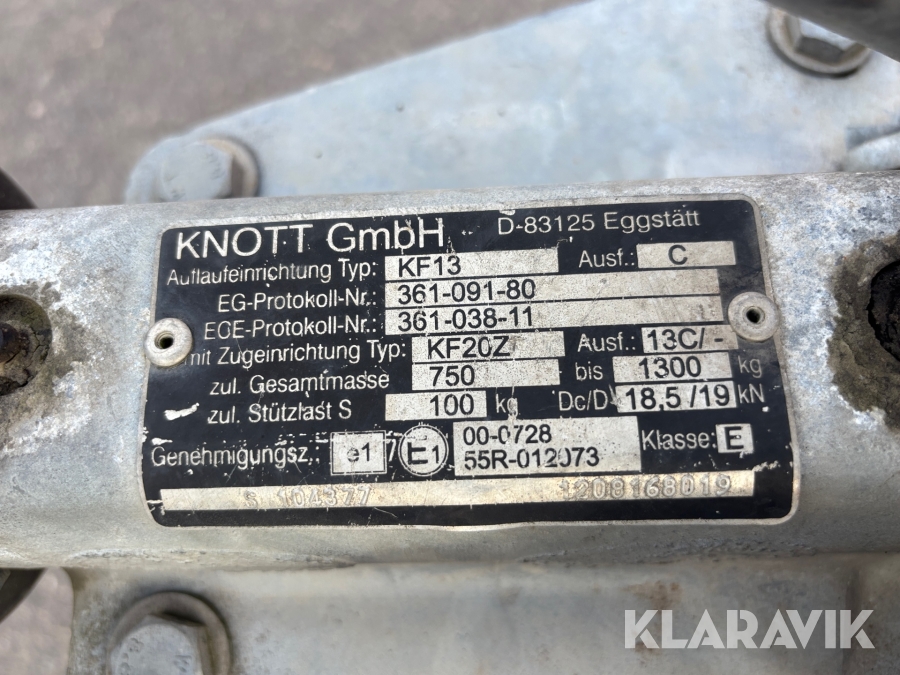 KNOTT GmbH D-83125 Eggstätt
Auflaufeinrichtung Typ: KF13 Ausf.: C
EG-Protokoll-Nr.: 361-091-80
ECE-Protokoll-Nr.: 361-038-11
mit Zugeinrichtung Typ: KF20Z Ausf.: 13C/-
zul. Gesamtmasse 750 bis 1300 kg
zul. Stützlast S 100 kg Dc/D 18,5/19 kN
Genehmigungsz.: e1 E1 00-0728 Klasse: E
55R-012073
S 104377 3208168019
KLARAVIK